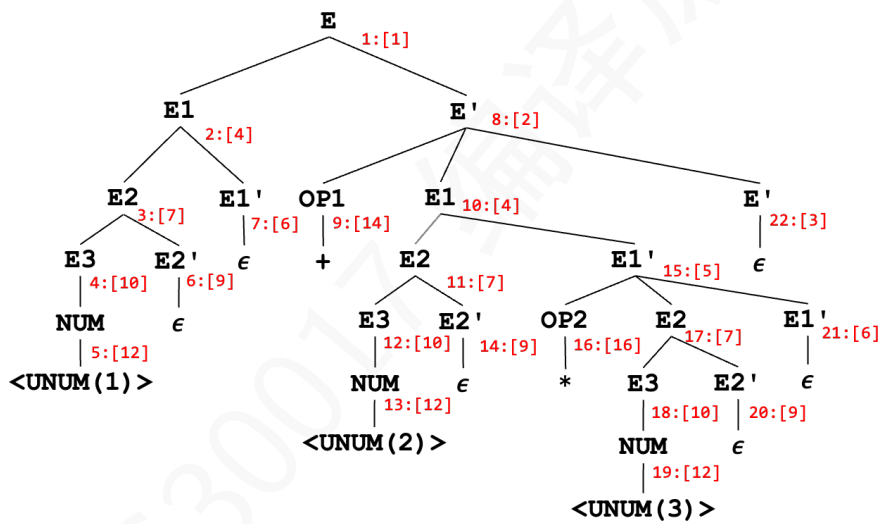 E
1:[1]
E1 E'
2:[4] 8:[2]
E2 E1' OP1 E1 E'
3:[7] 7:[6] 9:[14] 10:[4] 22:[3]
E3 E2' ϵ + E2 E1' ϵ
4:[10] 6:[9] 11:[7] 15:[5]
NUM ϵ E3 E2' OP2 E2 E1'
5:[12] 12:[10] 14:[9] 16:[16] 17:[7] 21:[6]
<UNUM(1)> NUM ϵ * E3 E2' ϵ
13:[12] 18:[10] 20:[9]
<UNUM(2)> NUM ϵ
19:[12]
<UNUM(3)>
630017 编译